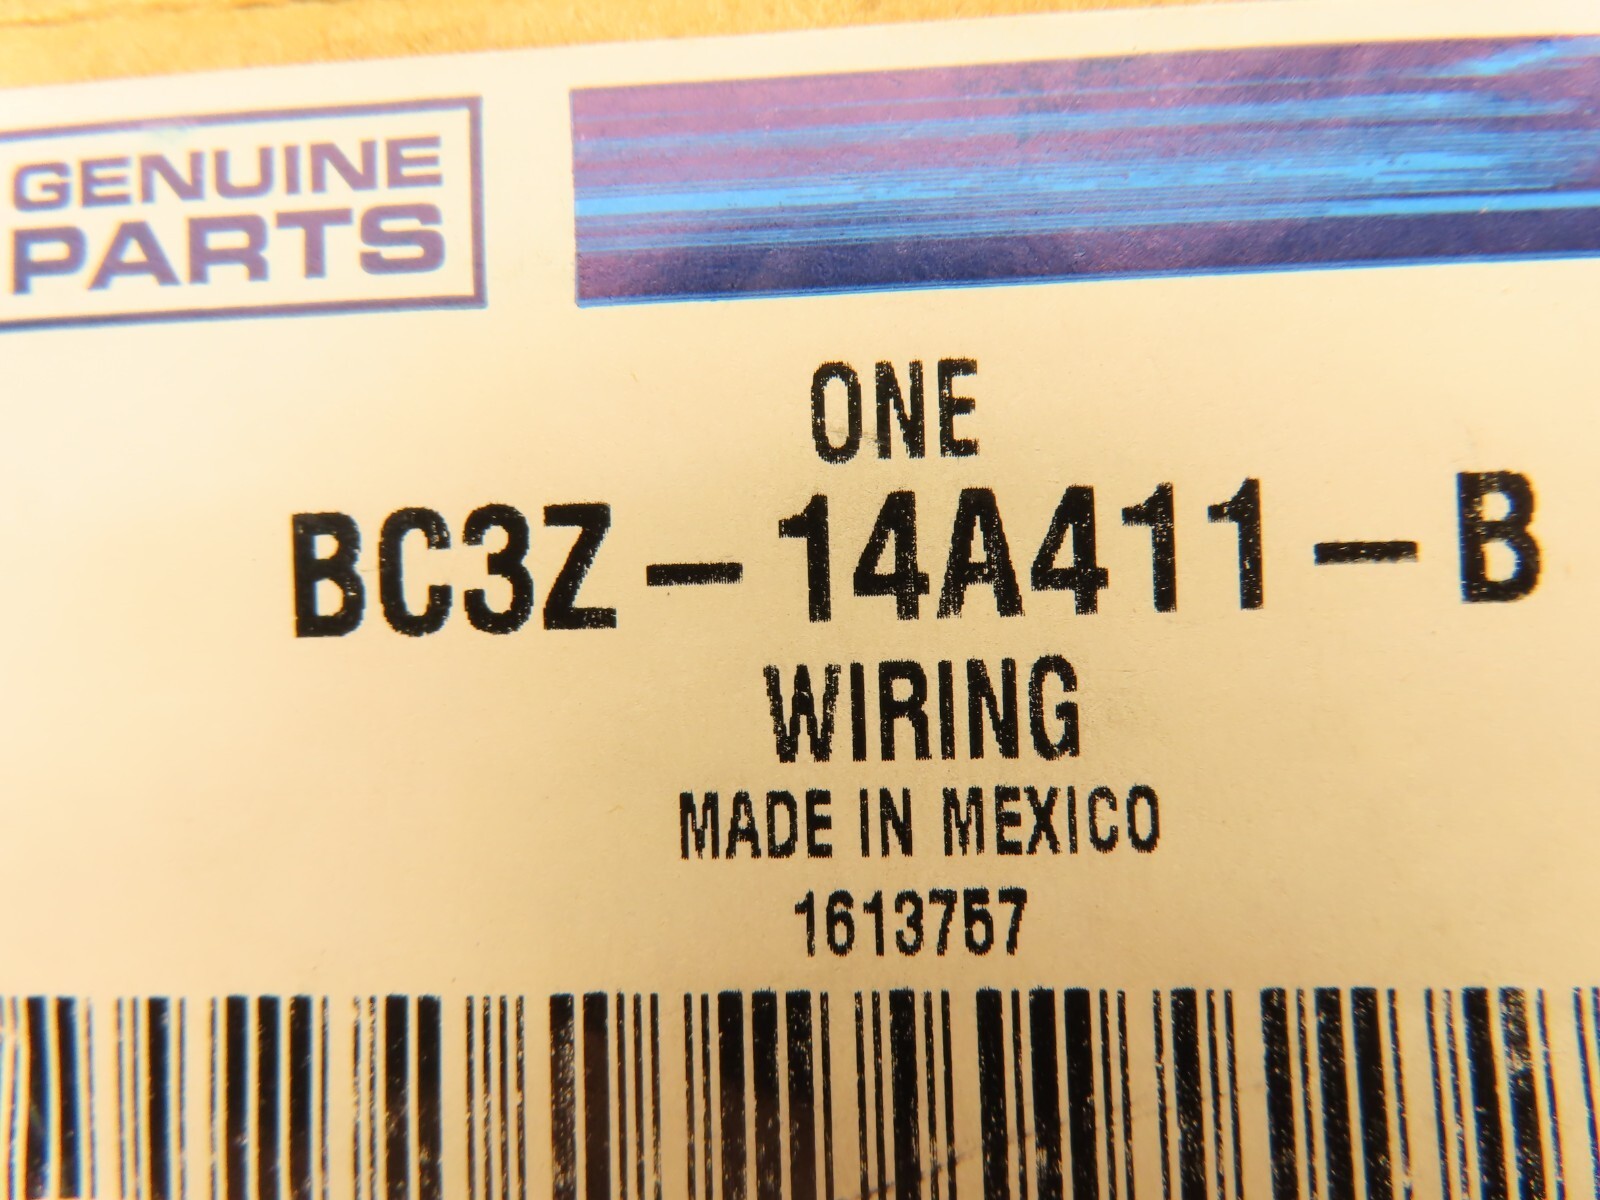 GENUINE
PARTS
ONE
BC3Z-14A411-B
WIRING
MADE IN MEXICO
1613757